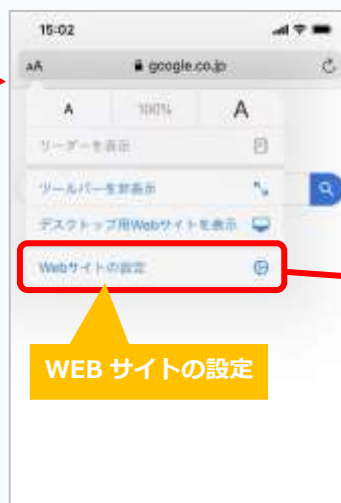 15:02
AA google.co.jp
A 100% A
リーダーを表示
ツールバーを非表示
デスクトップ用Webサイトを表示
Webサイトの設定
WEB サイトの設定